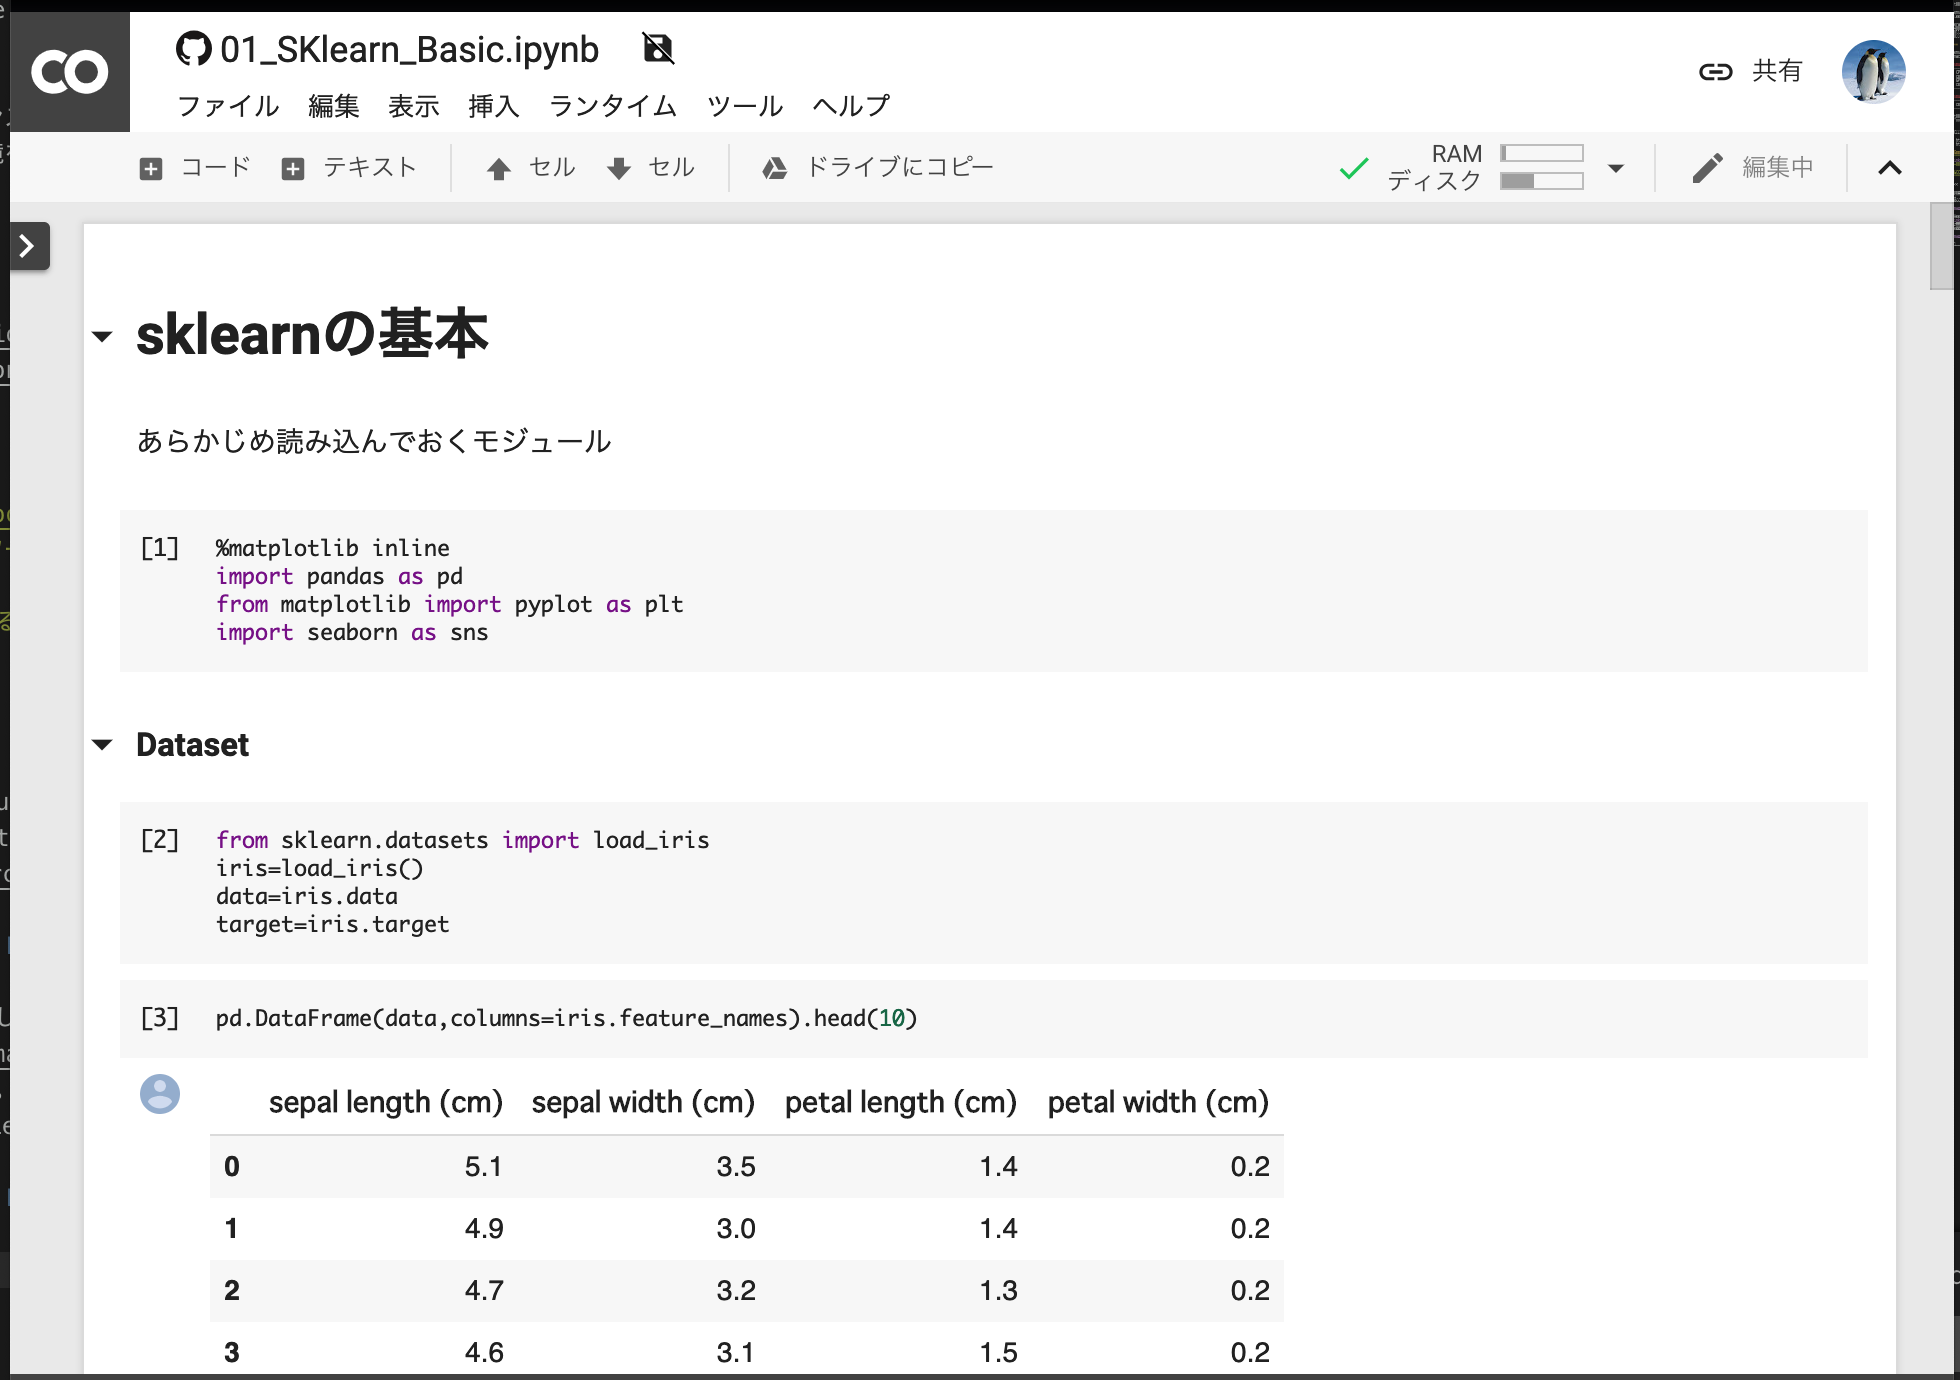 CO
01_SKlearn_Basic.ipynb
ファイル 編集 表示 挿入 ランタイム ツール ヘルプ
共有
コード テキスト セル セル ドライブにコピー
RAM
ディスク
編集中
sklearnの基本
あらかじめ読み込んでおくモジュール
[1] %matplotlib inline
import pandas as pd
from matplotlib import pyplot as plt
import seaborn as sns
Dataset
[2] from sklearn.datasets import load_iris
iris=load_iris()
data=iris.data
target=iris.target
[3] pd.DataFrame(data,columns=iris.feature_names).head(10)
sepal length (cm) sepal width (cm) petal length (cm) petal width (cm)
0 5.1 3.5 1.4 0.2
1 4.9 3.0 1.4 0.2
2 4.7 3.2 1.3 0.2
3 4.6 3.1 1.5 0.2